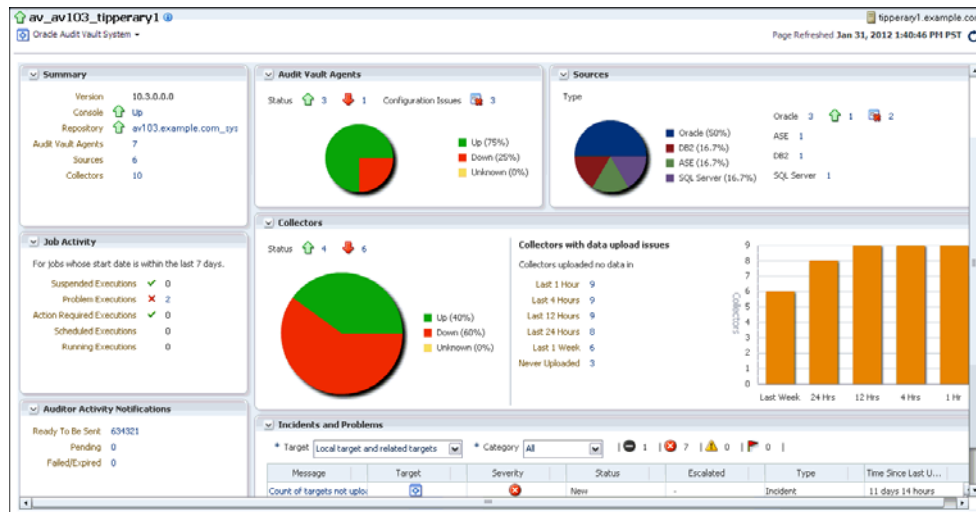 av_av103_tipperary1
tipperary1.example.co
Oracle Audit Vault System
Page Refreshed Jan 31, 2012 1:40:46 PM PST
Summary
Version 10.3.0.0.0
Console Up
Repository av103.example.com_sys
Audit Vault Agents 7
Sources 6
Collectors 10
Job Activity
For jobs whose start date is within the last 7 days.
Suspended Executions 0
Problem Executions 2
Action Required Executions 0
Scheduled Executions 0
Running Executions 0
Auditor Activity Notifications
Ready To Be Sent 634321
Pending 0
Failed/Expired 0
Audit Vault Agents
Status 3 1 Configuration Issues 3
Up (75%)
Down (25%)
Unknown (0%)
Sources
Type
Oracle (50%)
DB2 (16.7%)
ASE (16.7%)
SQL Server (16.7%)
Oracle 3 1 2
ASE 1
DB2 1
SQL Server 1
Collectors
Status 4 6
Up (40%)
Down (60%)
Unknown (0%)
Collectors with data upload issues
Collectors uploaded no data in
Last 1 Hour 9
Last 4 Hours 9
Last 12 Hours 9
Last 24 Hours 8
Last 1 Week 6
Never Uploaded 3
Collectors
9
8
7
6
5
4
3
2
1
0
Last Week 24 Hrs 12 Hrs 4 Hrs 1 Hr
Incidents and Problems
* Target Local target and related targets * Category All | 1 | 7 | 0 | 0 |
Message Target Severity Status Escalated Type Time Since Last U...
Count of targets not uploa New - Incident 11 days 14 hours